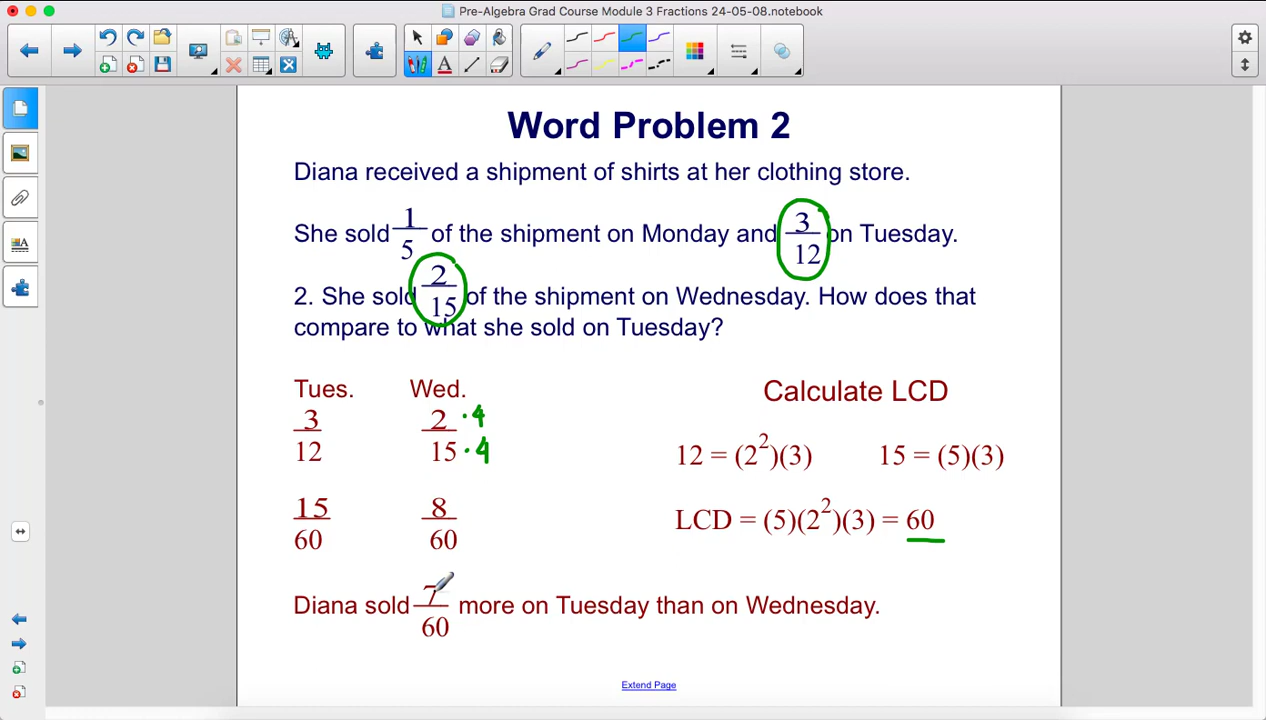 Pre-Algebra Grad Course Module 3 Fractions 24-05-08.notebook
Word Problem 2
Diana received a shipment of shirts at her clothing store.
She sold 1/5 of the shipment on Monday and 3/12 on Tuesday.
2. She sold 2/15 of the shipment on Wednesday. How does that
compare to what she sold on Tuesday?
Tues. Wed.
3/12 2/15 ·4 ·4
15/60 8/60
Calculate LCD
12 = (2²)(3) 15 = (5)(3)
LCD = (5)(2²)(3) = 60
Diana sold 7/60 more on Tuesday than on Wednesday.
Extend Page